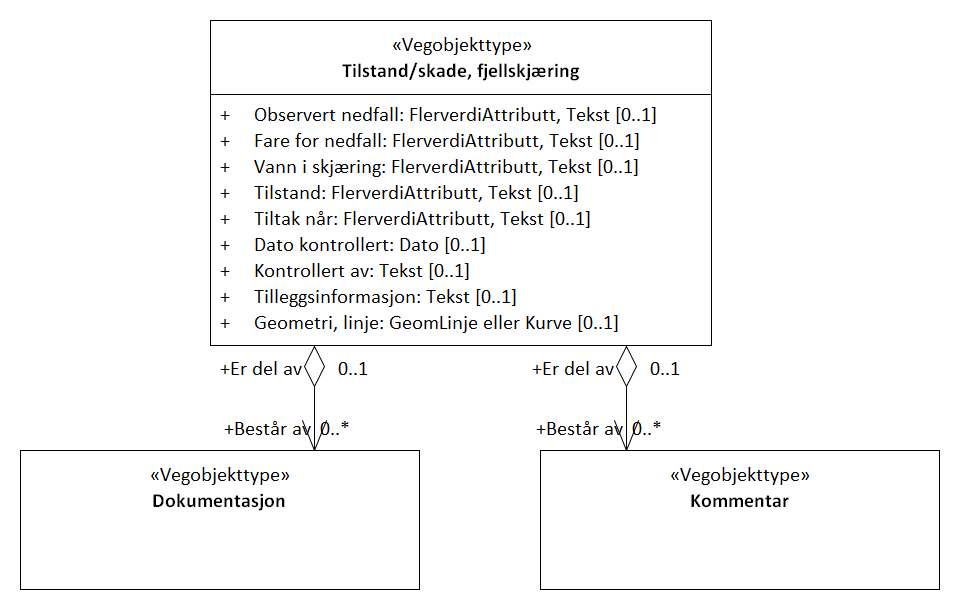 «Vegobjekttype»
Tilstand/skade, fjellskjæring
+ Observert nedfall: FlerverdiAttributt, Tekst [0..1]
+ Fare for nedfall: FlerverdiAttributt, Tekst [0..1]
+ Vann i skjæring: FlerverdiAttributt, Tekst [0..1]
+ Tilstand: FlerverdiAttributt, Tekst [0..1]
+ Tiltak når: FlerverdiAttributt, Tekst [0..1]
+ Dato kontrollert: Dato [0..1]
+ Kontrollert av: Tekst [0..1]
+ Tilleggsinformasjon: Tekst [0..1]
+ Geometri, linje: GeomLinje eller Kurve [0..1]
+Er del av 0..1
+Er del av 0..1
+Består av 0..*
+Består av 0..*
«Vegobjekttype»
Dokumentasjon
«Vegobjekttype»
Kommentar